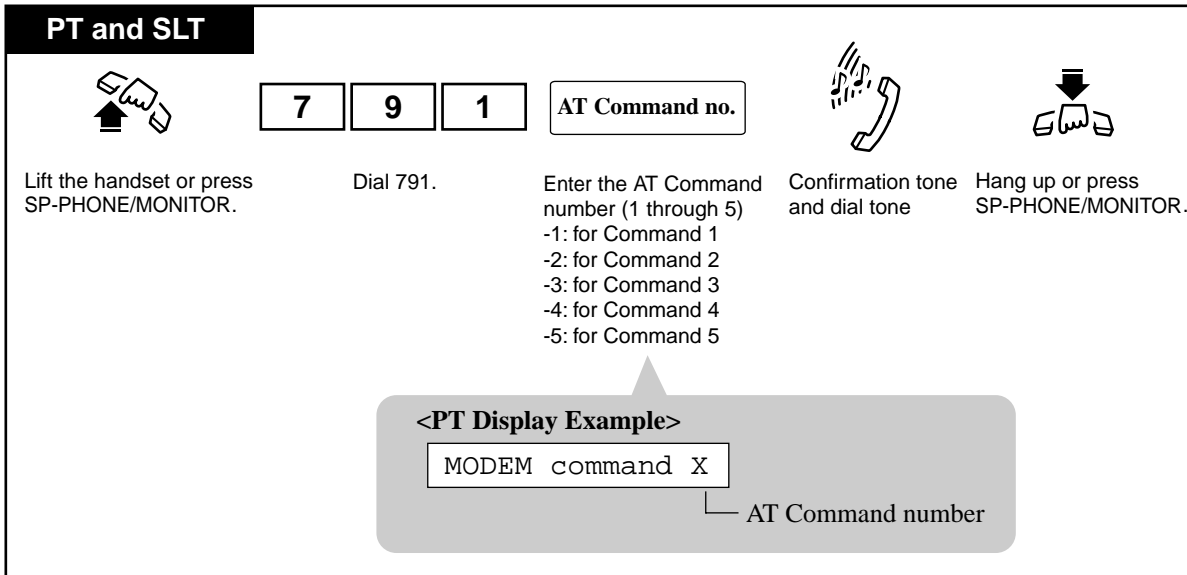 PT and SLT
7 9 1 AT Command no.
Lift the handset or press
SP-PHONE/MONITOR.
Dial 791.
Enter the AT Command
number (1 through 5)
-1: for Command 1
-2: for Command 2
-3: for Command 3
-4: for Command 4
-5: for Command 5
Confirmation tone
and dial tone
Hang up or press
SP-PHONE/MONITOR.
<PT Display Example>
MODEM command X
AT Command number